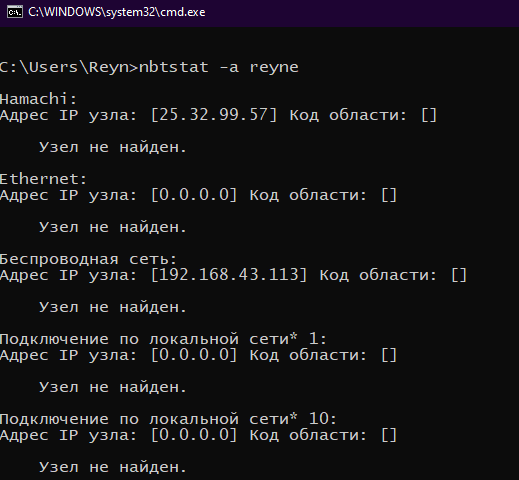 C:\WINDOWS\system32\cmd.exe
C:\Users\Reyn>nbtstat -a reyne
Hamachi:
Адрес IP узла: [25.32.99.57] Код области: []
Узел не найден.
Ethernet:
Адрес IP узла: [0.0.0.0] Код области: []
Узел не найден.
Беспроводная сеть:
Адрес IP узла: [192.168.43.113] Код области: []
Узел не найден.
Подключение по локальной сети* 1:
Адрес IP узла: [0.0.0.0] Код области: []
Узел не найден.
Подключение по локальной сети* 10:
Адрес IP узла: [0.0.0.0] Код области: []
Узел не найден.